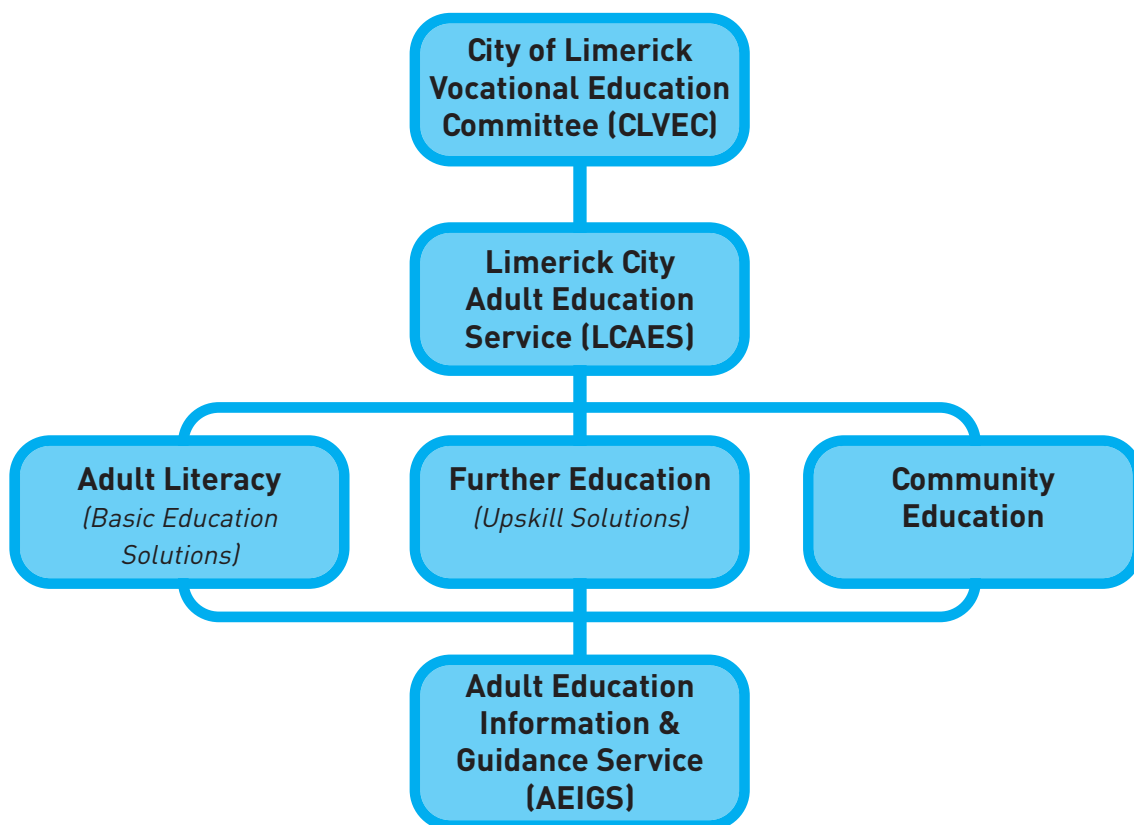 City of Limerick
Vocational Education
Committee (CLVEC)
Limerick City
Adult Education
Service (LCAES)
Adult Literacy
(Basic Education
Solutions)
Further Education
(Upskill Solutions)
Community
Education
Adult Education
Information &
Guidance Service
(AEIGS)